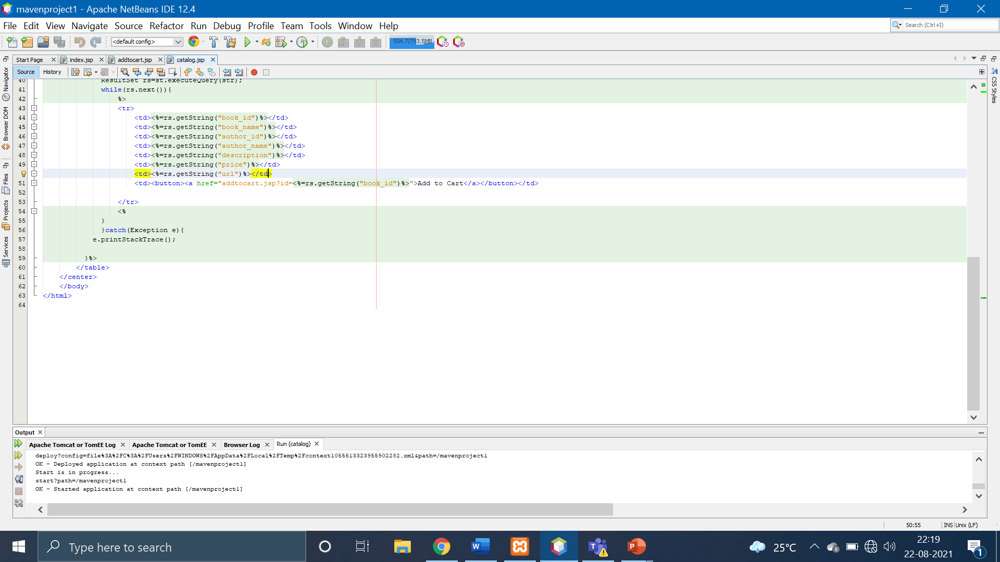 mavenproject1 - Apache NetBeans IDE 12.4
File Edit View Navigate Source Refactor Run Debug Profile Team Tools Window Help
Search (Ctrl+I)
<default config>
504.7/793.5MB
Start Page index.jsp addtocart.jsp catalog.jsp
Source History
Navigator
Browser DOM
Files
Projects
Services
CSS Styles
40 ResultSet rs=st.executeQuery(str);
41 while(rs.next()){
42 %>
43 <tr>
44 <td><%=rs.getString("book_id")%></td>
45 <td><%=rs.getString("book_name")%></td>
46 <td><%=rs.getString("author_id")%></td>
47 <td><%=rs.getString("author_name")%></td>
48 <td><%=rs.getString("description")%></td>
49 <td><%=rs.getString("price")%></td>
<td><%=rs.getString("url")%></td>
51 <td><button><a href="addtocart.jsp?id=<%=rs.getString("book_id")%>">Add to Cart</a></button></td>
52
53 </tr>
54 <%
55 }
56 }catch(Exception e){
57 e.printStackTrace();
58
59 }%>
60 </table>
61 </center>
62 </body>
63 </html>
64
Output
Apache Tomcat or TomEE Log Apache Tomcat or TomEE Browser Log Run (catalog)
deploy?config=file%3A%2FC%3A%2FUsers%2FWINDOWS%2FAppData%2FLocal%2FTemp%2Fcontext1055513323955902282.xml&path=/mavenproject1
OK - Deployed application at context path [/mavenproject1]
Start is in progress...
start?path=/mavenproject1
OK - Started application at context path [/mavenproject1]
50:55 INS Unix (LF)
Type here to search
25°C
22:19
22-08-2021
1